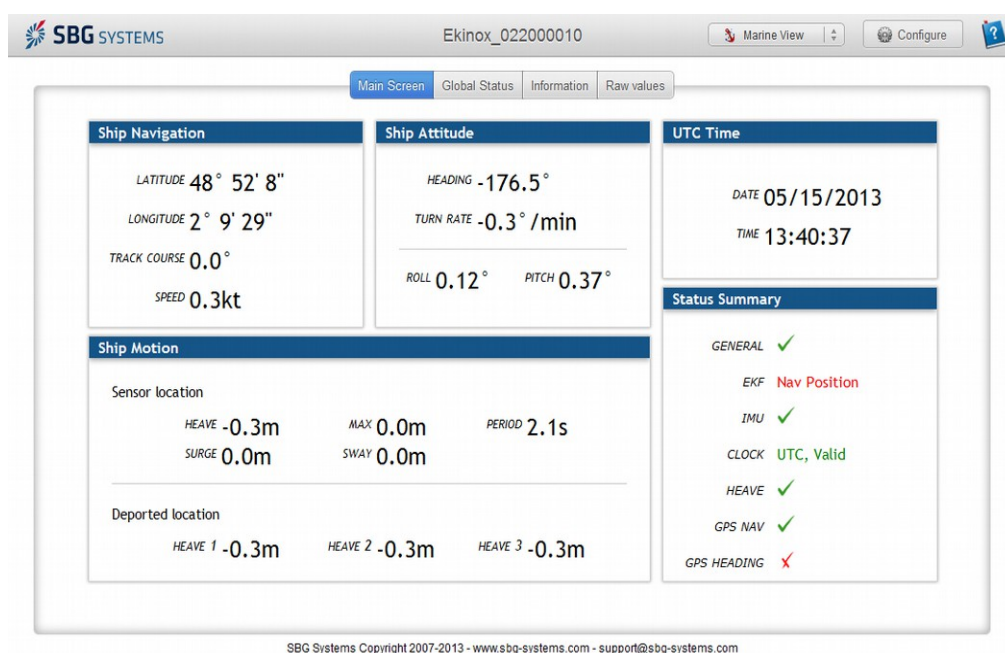 SBG SYSTEMS
Ekinox_022000010
Marine View
Configure
?
Main Screen
Global Status
Information
Raw values
Ship Navigation
LATITUDE 48° 52' 8"
LONGITUDE 2° 9' 29"
TRACK COURSE 0.0°
SPEED 0.3kt
Ship Attitude
HEADING -176.5°
TURN RATE -0.3°/min
ROLL 0.12° PITCH 0.37°
UTC Time
DATE 05/15/2013
TIME 13:40:37
Ship Motion
Sensor location
HEAVE -0.3m MAX 0.0m PERIOD 2.1s
SURGE 0.0m SWAY 0.0m
Deported location
HEAVE 1 -0.3m HEAVE 2 -0.3m HEAVE 3 -0.3m
Status Summary
GENERAL ✓
EKF Nav Position
IMU ✓
CLOCK UTC, Valid
HEAVE ✓
GPS NAV ✓
GPS HEADING ✗
SBG Systems Copyright 2007-2013 - www.sbg-systems.com - support@sbg-systems.com